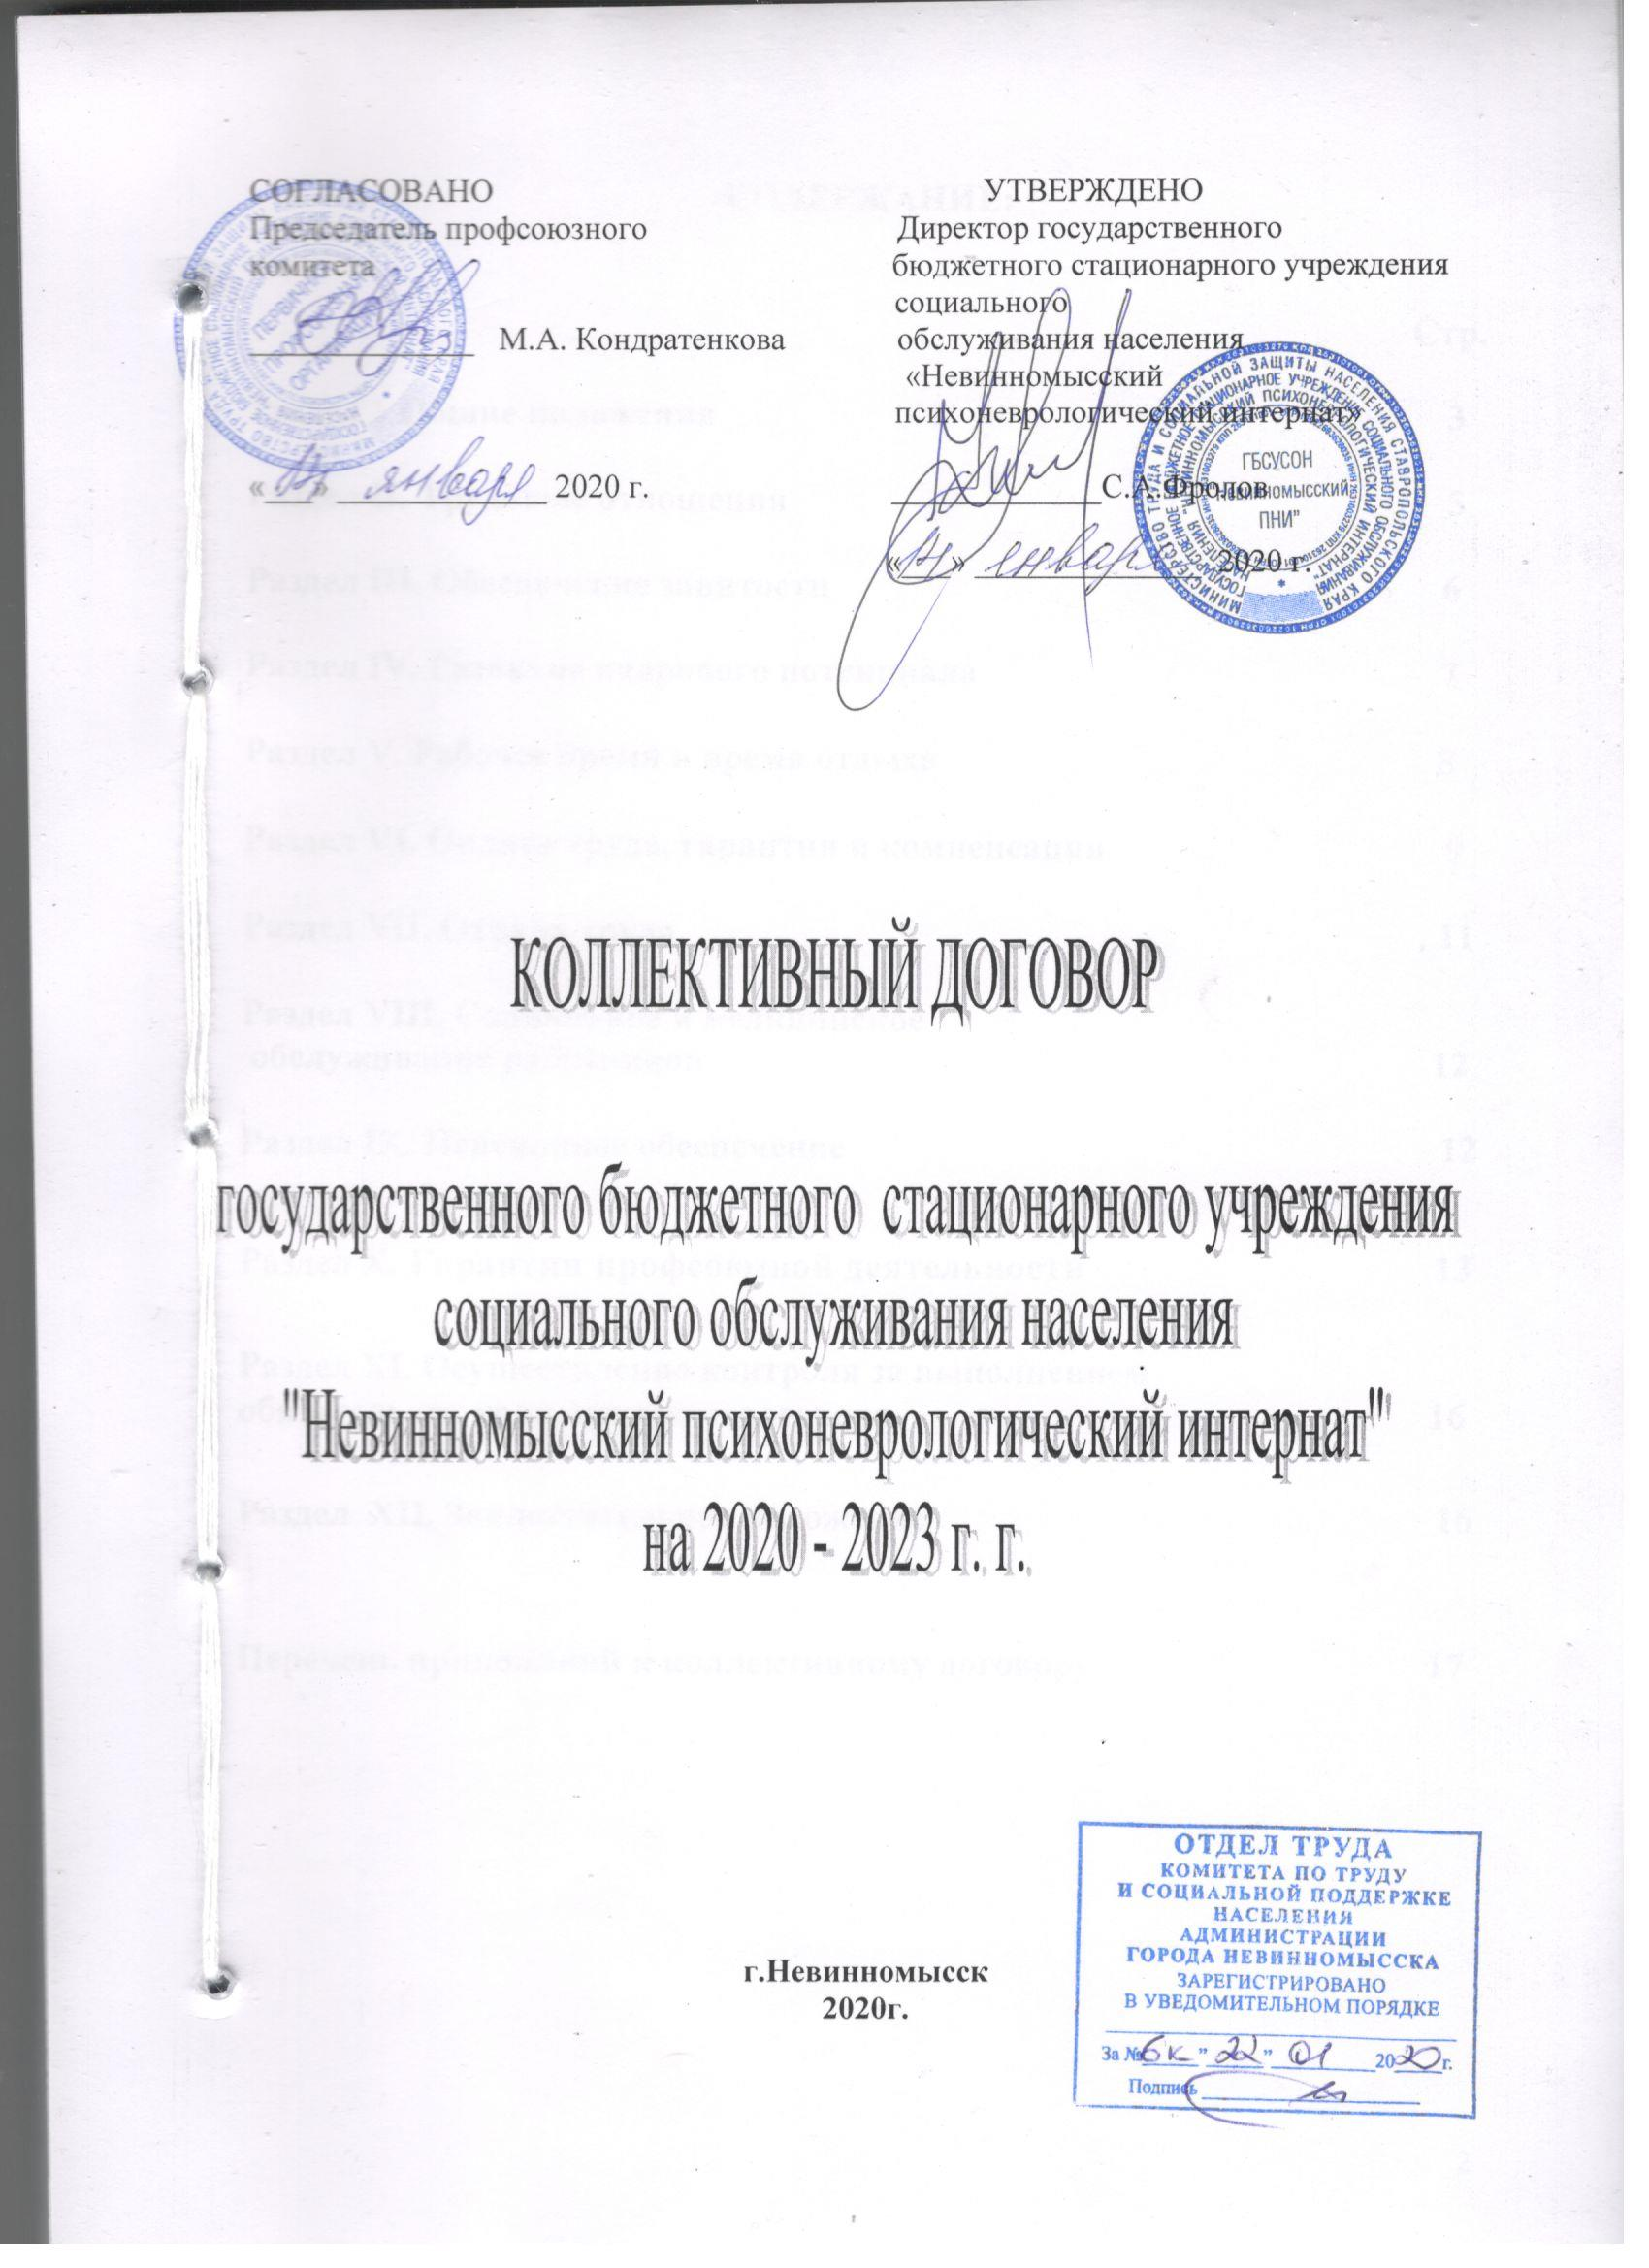 СОГЛАСОВАНО
Председатель профсоюзного
комитета
М.А. Кондратенкова
« » января 2020 г.
УТВЕРЖДЕНО
Директор государственного
бюджетного стационарного учреждения
социального
обслуживания населения
«Невинномысский
психоневрологический интернат»
С.А.Фролов
« » января 2020 г.
ГБСУСОН
"Невинномысский
ПНИ"
КОЛЛЕКТИВНЫЙ ДОГОВОР
государственного бюджетного стационарного учреждения
социального обслуживания населения
"Невинномысский психоневрологический интернат"
на 2020 - 2023 г. г.
г.Невинномысск
2020г.
ОТДЕЛ ТРУДА
КОМИТЕТА ПО ТРУДУ
И СОЦИАЛЬНОЙ ПОДДЕРЖКЕ
НАСЕЛЕНИЯ
АДМИНИСТРАЦИИ
ГОРОДА НЕВИННОМЫССКА
ЗАРЕГИСТРИРОВАНО
В УВЕДОМИТЕЛЬНОМ ПОРЯДКЕ
За № 6к " 22 " 01 2020 г.
Подпись